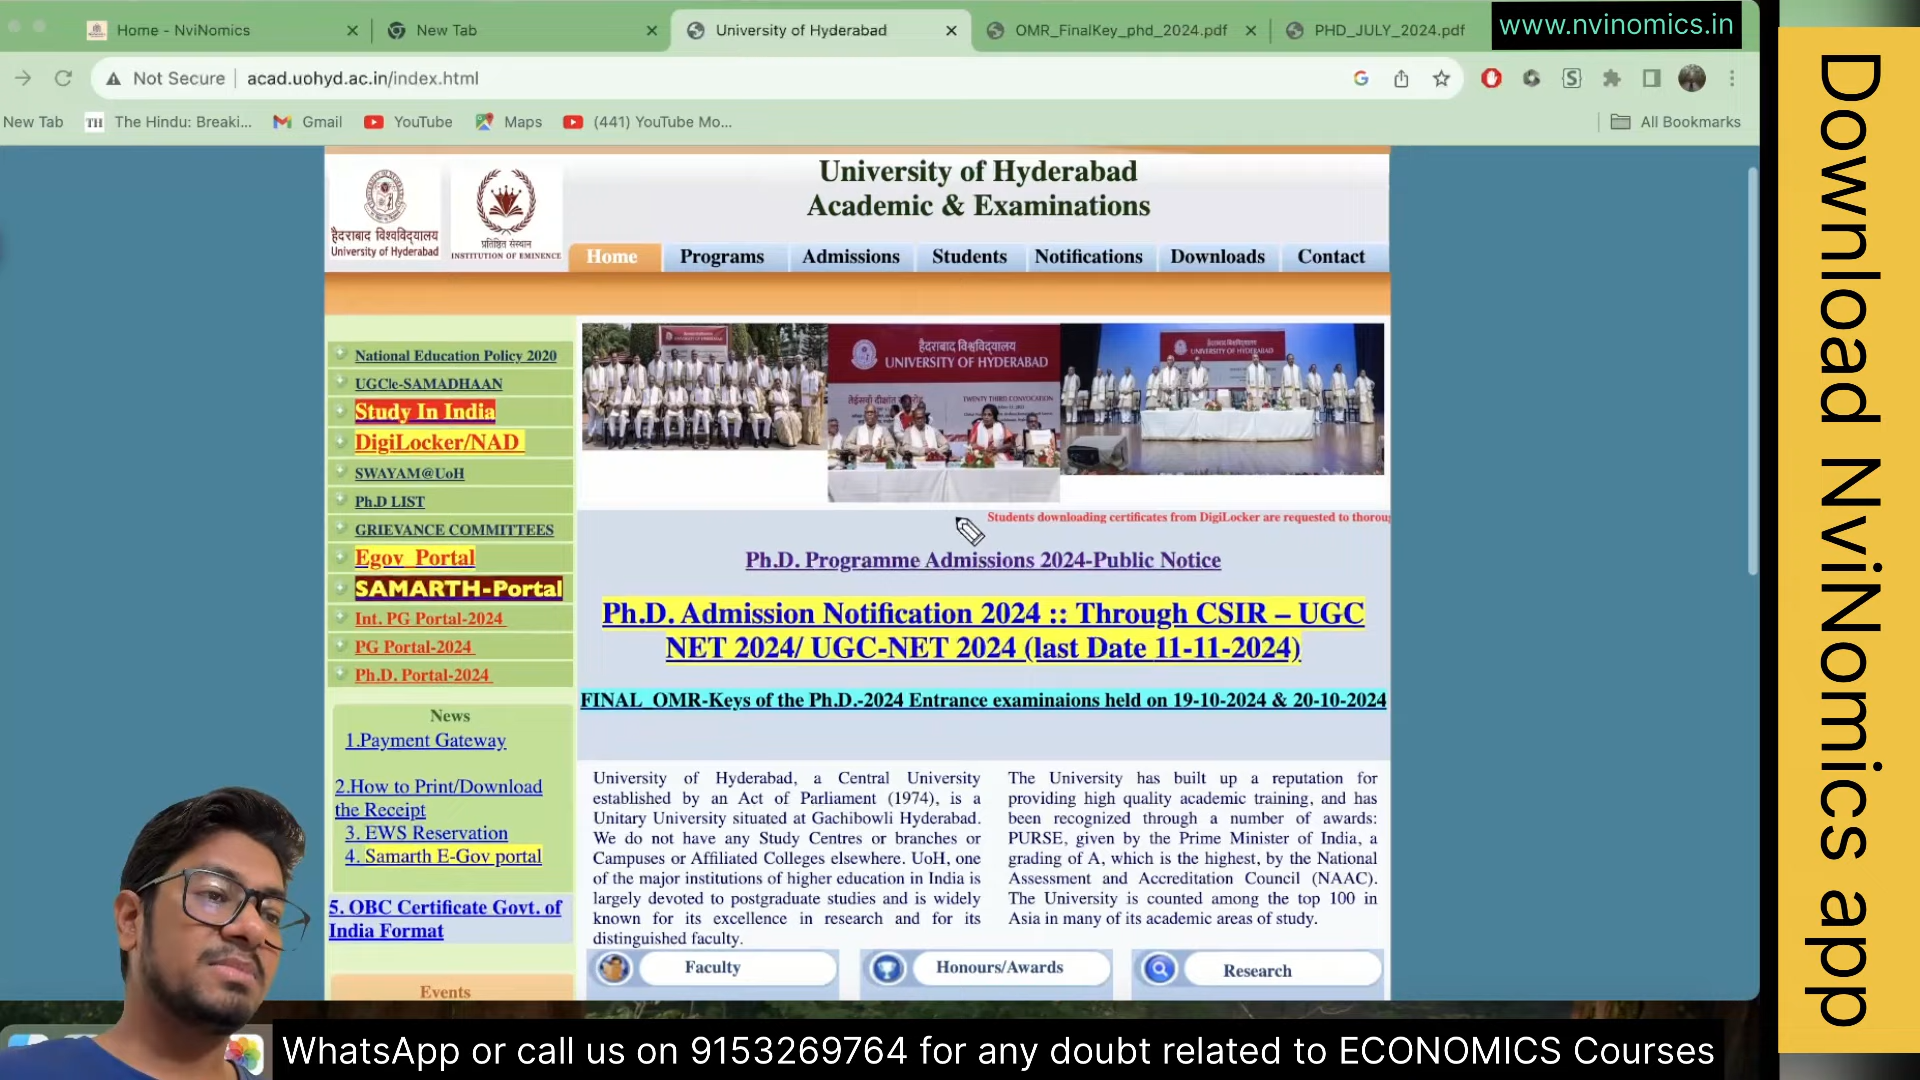 Home - NviNomics
New Tab
University of Hyderabad
OMR_FinalKey_phd_2024.pdf
PHD_JULY_2024.pdf
www.nvinomics.in
Not Secure
acad.uohyd.ac.in/index.html
New Tab
TH
The Hindu: Breaki...
Gmail
YouTube
Maps
(441) YouTube Mo...
All Bookmarks
हैदराबाद विश्वविद्यालय
University of Hyderabad
प्रतिष्ठित संस्थान
INSTITUTION OF EMINENCE
University of Hyderabad
Academic & Examinations
Home
Programs
Admissions
Students
Notifications
Downloads
Contact
National Education Policy 2020
UGC|e-SAMADHAAN
Study In India
DigiLocker/NAD
SWAYAM@UoH
Ph.D LIST
GRIEVANCE COMMITTEES
Egov_Portal
SAMARTH-Portal
Int. PG Portal-2024
PG Portal-2024
Ph.D. Portal-2024
हैदराबाद विश्वविद्यालय
UNIVERSITY OF HYDERABAD
TWENTY THIRD CONVOCATION
UNIVERSITY OF HYDERABAD
Students downloading certificates from DigiLocker are requested to thorou
Ph.D. Programme Admissions 2024-Public Notice
Ph.D. Admission Notification 2024 :: Through CSIR – UGC
NET 2024/ UGC-NET 2024 (last Date 11-11-2024)
FINAL_OMR-Keys of the Ph.D.-2024 Entrance examinaions held on 19-10-2024 & 20-10-2024
News
1.Payment Gateway
2.How to Print/Download
the Receipt
3. EWS Reservation
4. Samarth E-Gov portal
5. OBC Certificate Govt. of
India Format
Events
University of Hyderabad, a Central University
established by an Act of Parliament (1974), is a
Unitary University situated at Gachibowli Hyderabad.
We do not have any Study Centres or branches or
Campuses or Affiliated Colleges elsewhere. UoH, one
of the major institutions of higher education in India is
largely devoted to postgraduate studies and is widely
known for its excellence in research and for its
distinguished faculty.
The University has built up a reputation for
providing high quality academic training, and has
been recognized through a number of awards:
PURSE, given by the Prime Minister of India, a
grading of A, which is the highest, by the National
Assessment and Accreditation Council (NAAC).
The University is counted among the top 100 in
Asia in many of its academic areas of study.
Faculty
Honours/Awards
Research
WhatsApp or call us on 9153269764 for any doubt related to ECONOMICS Courses
Download NviNomics app